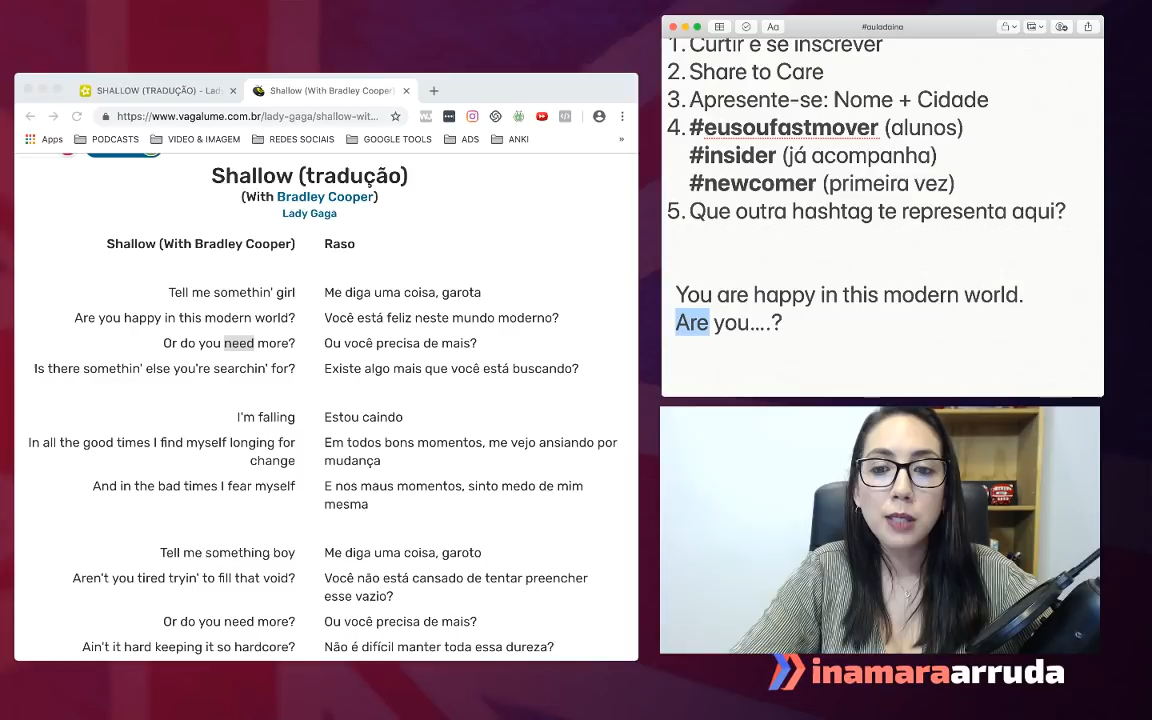 SHALLOW (TRADUÇÃO) - Lad
Shallow (With Bradley Cooper)
https://www.vagalume.com.br/lady-gaga/shallow-wit...
Apps
PODCASTS
VIDEO & IMAGEM
REDES SOCIAIS
GOOGLE TOOLS
ADS
ANKI
»
Shallow (tradução)
(With Bradley Cooper)
Lady Gaga
Shallow (With Bradley Cooper)
Raso
Tell me somethin' girl
Me diga uma coisa, garota
Are you happy in this modern world?
Você está feliz neste mundo moderno?
Or do you need more?
Ou você precisa de mais?
Is there somethin' else you're searchin' for?
Existe algo mais que você está buscando?
I'm falling
Estou caindo
In all the good times I find myself longing for
change
Em todos bons momentos, me vejo ansiando por
mudança
And in the bad times I fear myself
E nos maus momentos, sinto medo de mim
mesma
Tell me something boy
Me diga uma coisa, garoto
Aren't you tired tryin' to fill that void?
Você não está cansado de tentar preencher
esse vazio?
Or do you need more?
Ou você precisa de mais?
Ain't it hard keeping it so hardcore?
Não é difícil manter toda essa dureza?
Aa
#auladaina
1. Curtir e se inscrever
2. Share to Care
3. Apresente-se: Nome + Cidade
4. #eusoufastmover (alunos)
#insider (já acompanha)
#newcomer (primeira vez)
5. Que outra hashtag te representa aqui?
You are happy in this modern world.
Are you....?
inamaraarruda